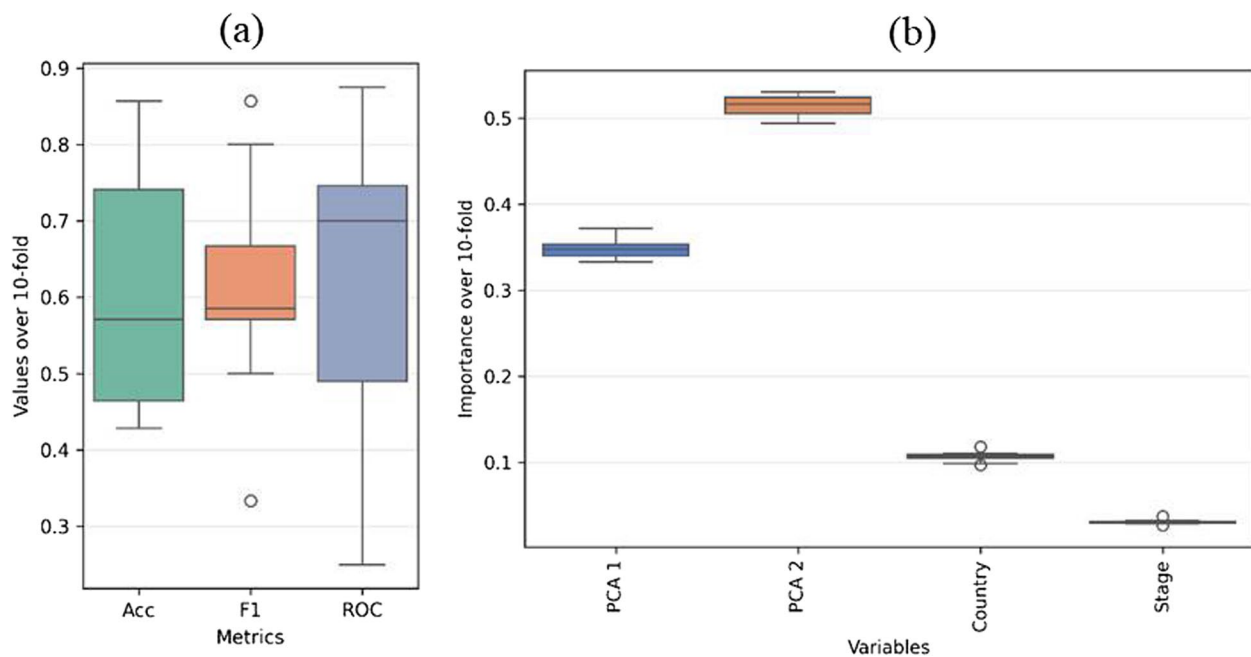 (a)
Values over 10-fold
0.9
0.8
0.7
0.6
0.5
0.4
0.3
Acc F1 ROC
Metrics
(b)
Importance over 10-fold
0.5
0.4
0.3
0.2
0.1
PCA 1 PCA 2 Country Stage
Variables